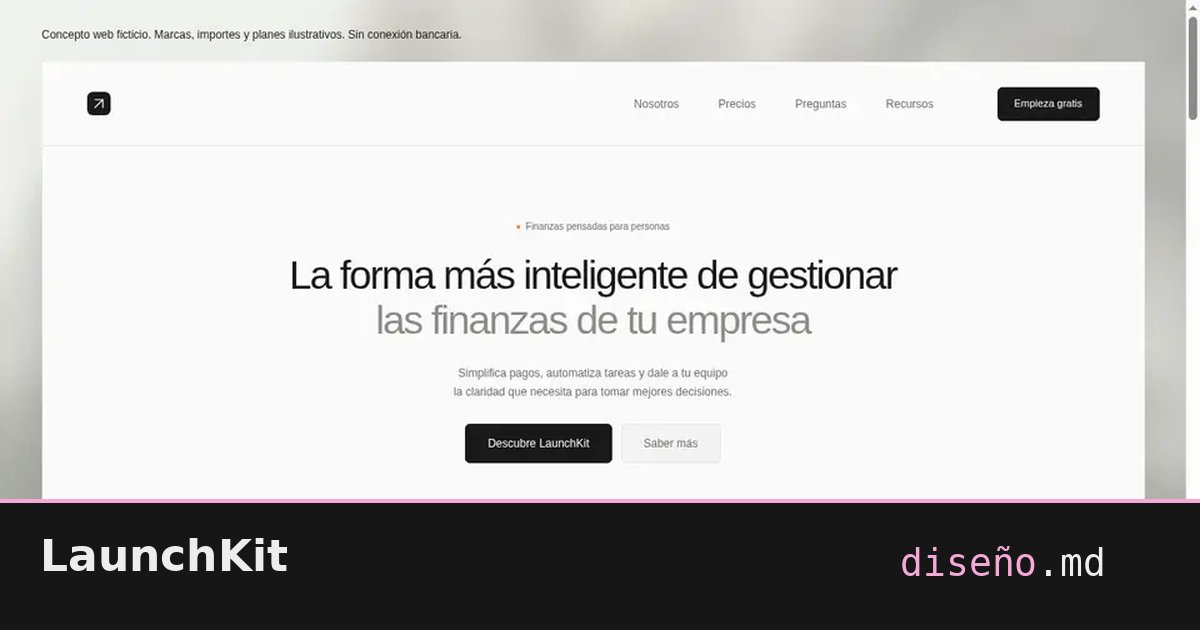 Concepto web ficticio. Marcas, importes y planes ilustrativos. Sin conexión bancaria.
Nosotros Precios Preguntas Recursos Empieza gratis
Finanzas pensadas para personas
La forma más inteligente de gestionar
las finanzas de tu empresa
Simplifica pagos, automatiza tareas y dale a tu equipo
la claridad que necesita para tomar mejores decisiones.
Descubre LaunchKit Saber más
LaunchKit diseño.md